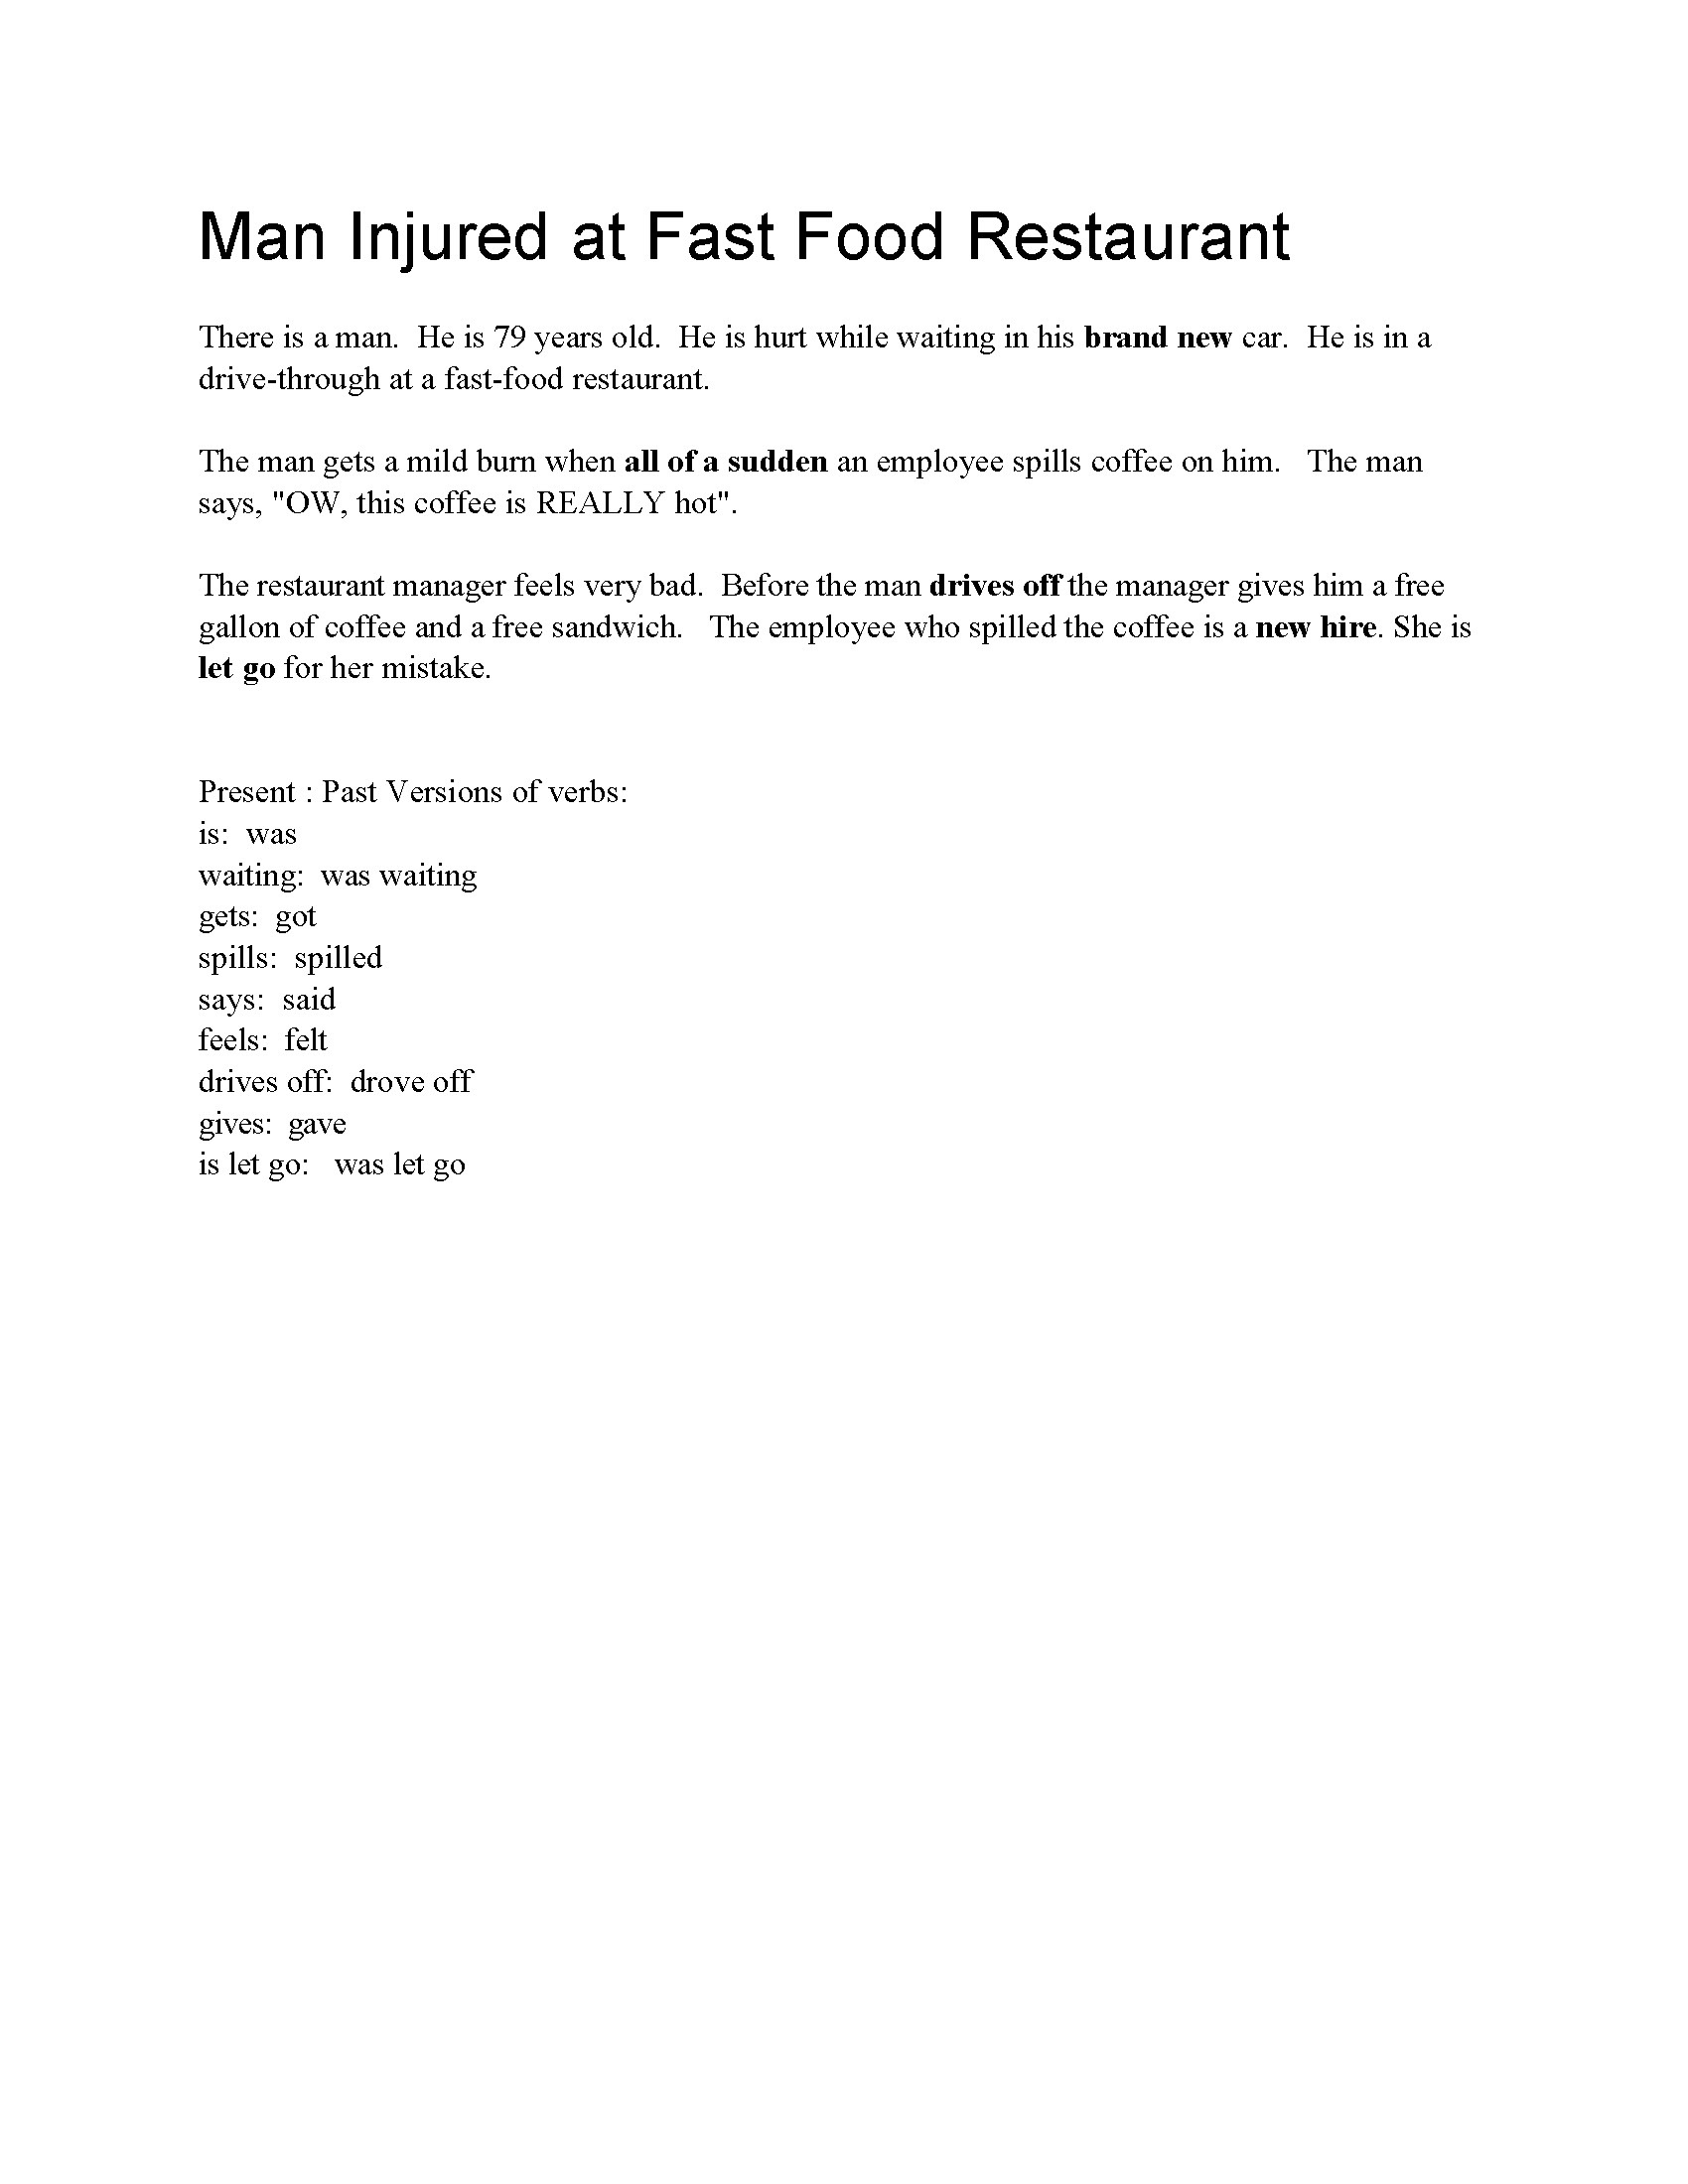 Man Injured at Fast Food Restaurant
There is a man.  He is 79 years old.  He is hurt while waiting in his brand new car.  He is in a
drive-through at a fast-food restaurant.
The man gets a mild burn when all of a sudden an employee spills coffee on him.   The man
says, "OW, this coffee is REALLY hot".
The restaurant manager feels very bad.  Before the man drives off the manager gives him a free
gallon of coffee and a free sandwich.   The employee who spilled the coffee is a new hire. She is
let go for her mistake.
Present : Past Versions of verbs:
is:  was
waiting:  was waiting
gets:  got
spills:  spilled
says:  said
feels:  felt
drives off:  drove off
gives:  gave
is let go:   was let go